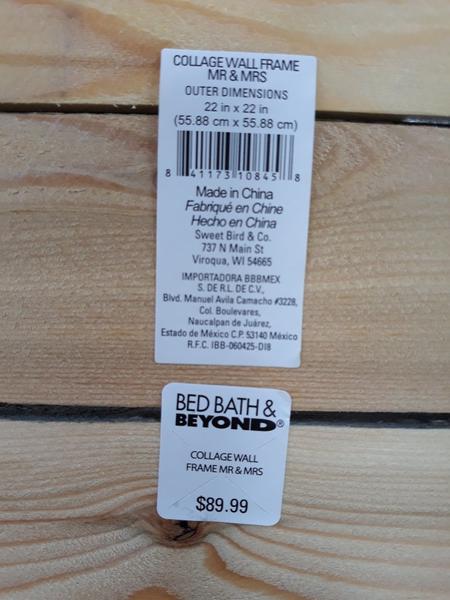 COLLAGE WALL FRAME
MR & MRS
OUTER DIMENSIONS
22 in x 22 in
(55.88 cm x 55.88 cm)
8 41173 10845 8
Made in China
Fabriqué en Chine
Hecho en China
Sweet Bird & Co.
737 N Main St
Viroqua, WI 54665
IMPORTADORA BBBMEX
S. DE R.L. DE C.V.,
Blvd. Manuel Avila Camacho #3228,
Col. Boulevares,
Naucalpan de Juárez,
Estado de México C.P. 53140 México
R.F.C. IBB-060425-DI8
BED BATH &
BEYOND®
COLLAGE WALL
FRAME MR & MRS
$89.99